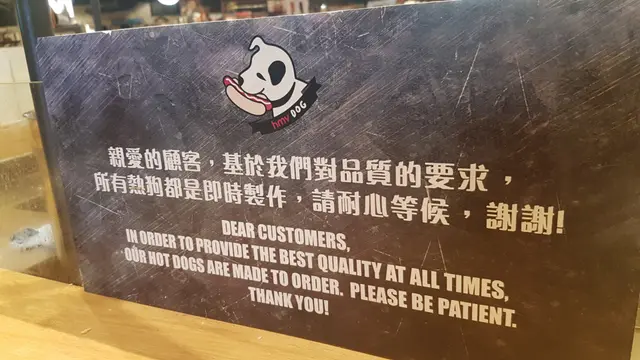 hmv DOG
親愛的顧客，基於我們對品質的要求，
所有熱狗都是即時製作，請耐心等候，謝謝!
DEAR CUSTOMERS,
IN ORDER TO PROVIDE THE BEST QUALITY AT ALL TIMES,
OUR HOT DOGS ARE MADE TO ORDER. PLEASE BE PATIENT.
THANK YOU!